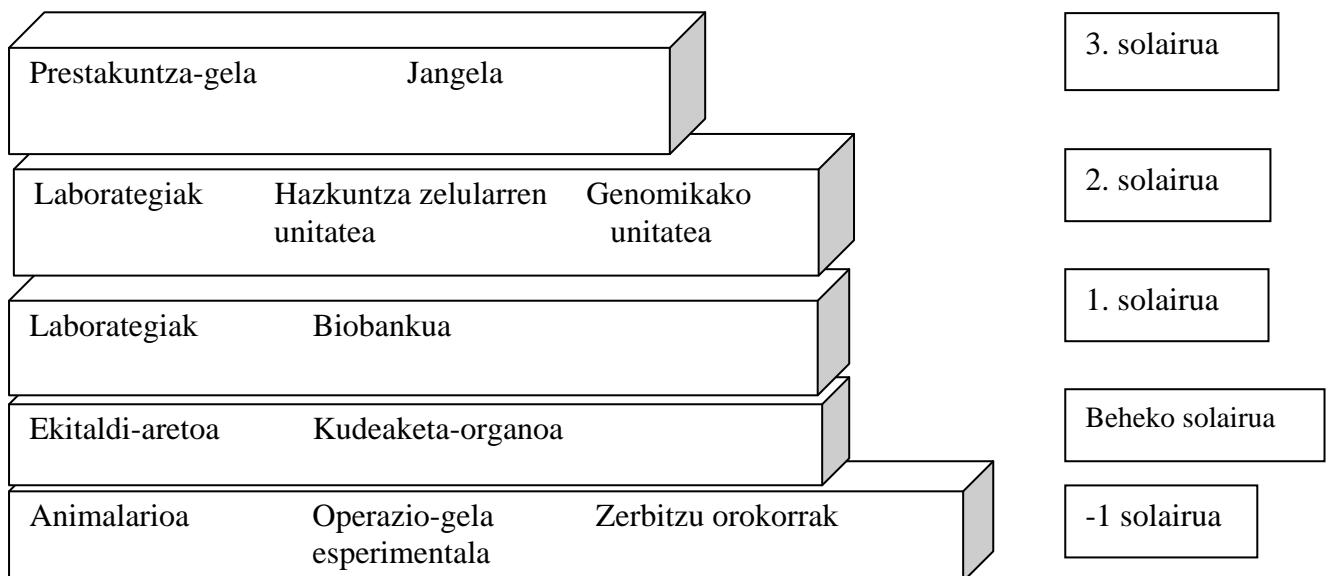 3. solairua
Prestakuntza-gela Jangela
2. solairua
Laborategiak Hazkuntza zelularren Genomikako
unitatea unitatea
1. solairua
Laborategiak Biobankua
Beheko solairua
Ekitaldi-aretoa Kudeaketa-organoa
-1 solairua
Animalarioa Operazio-gela Zerbitzu orokorrak
esperimentala